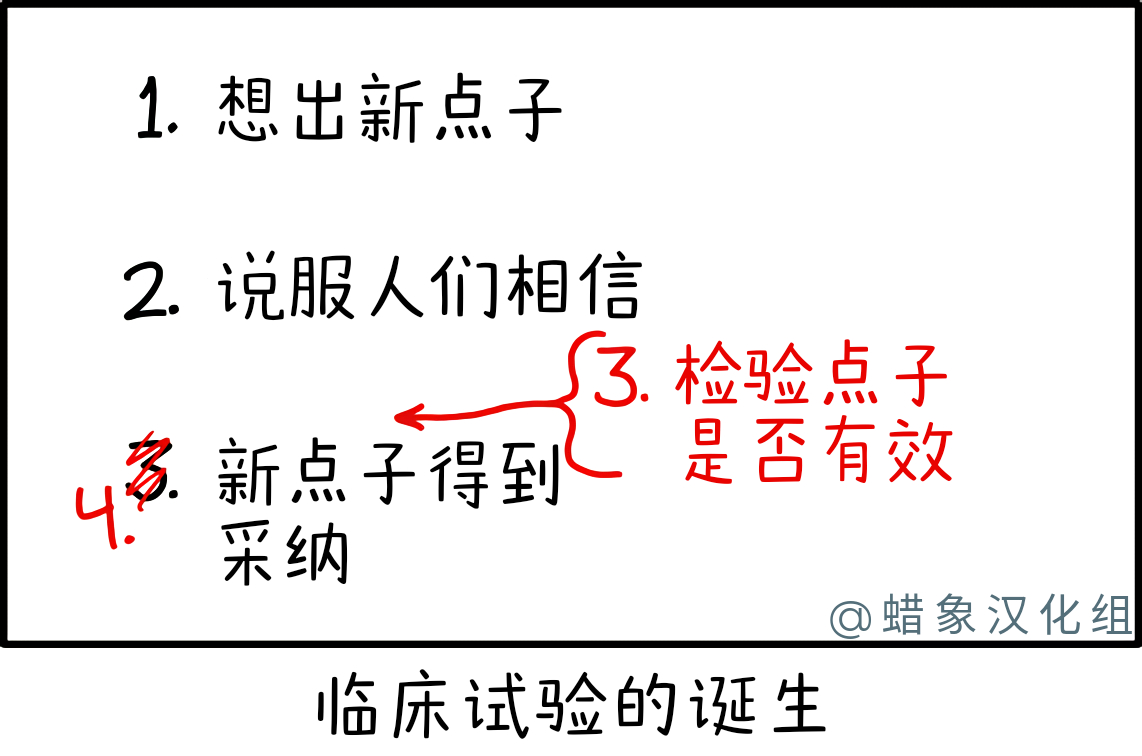 1. 想出新点子
2. 说服人们相信
3. 检验点子
是否有效
4. 3. 新点子得到
采纳
@蜡象汉化组
临床试验的诞生